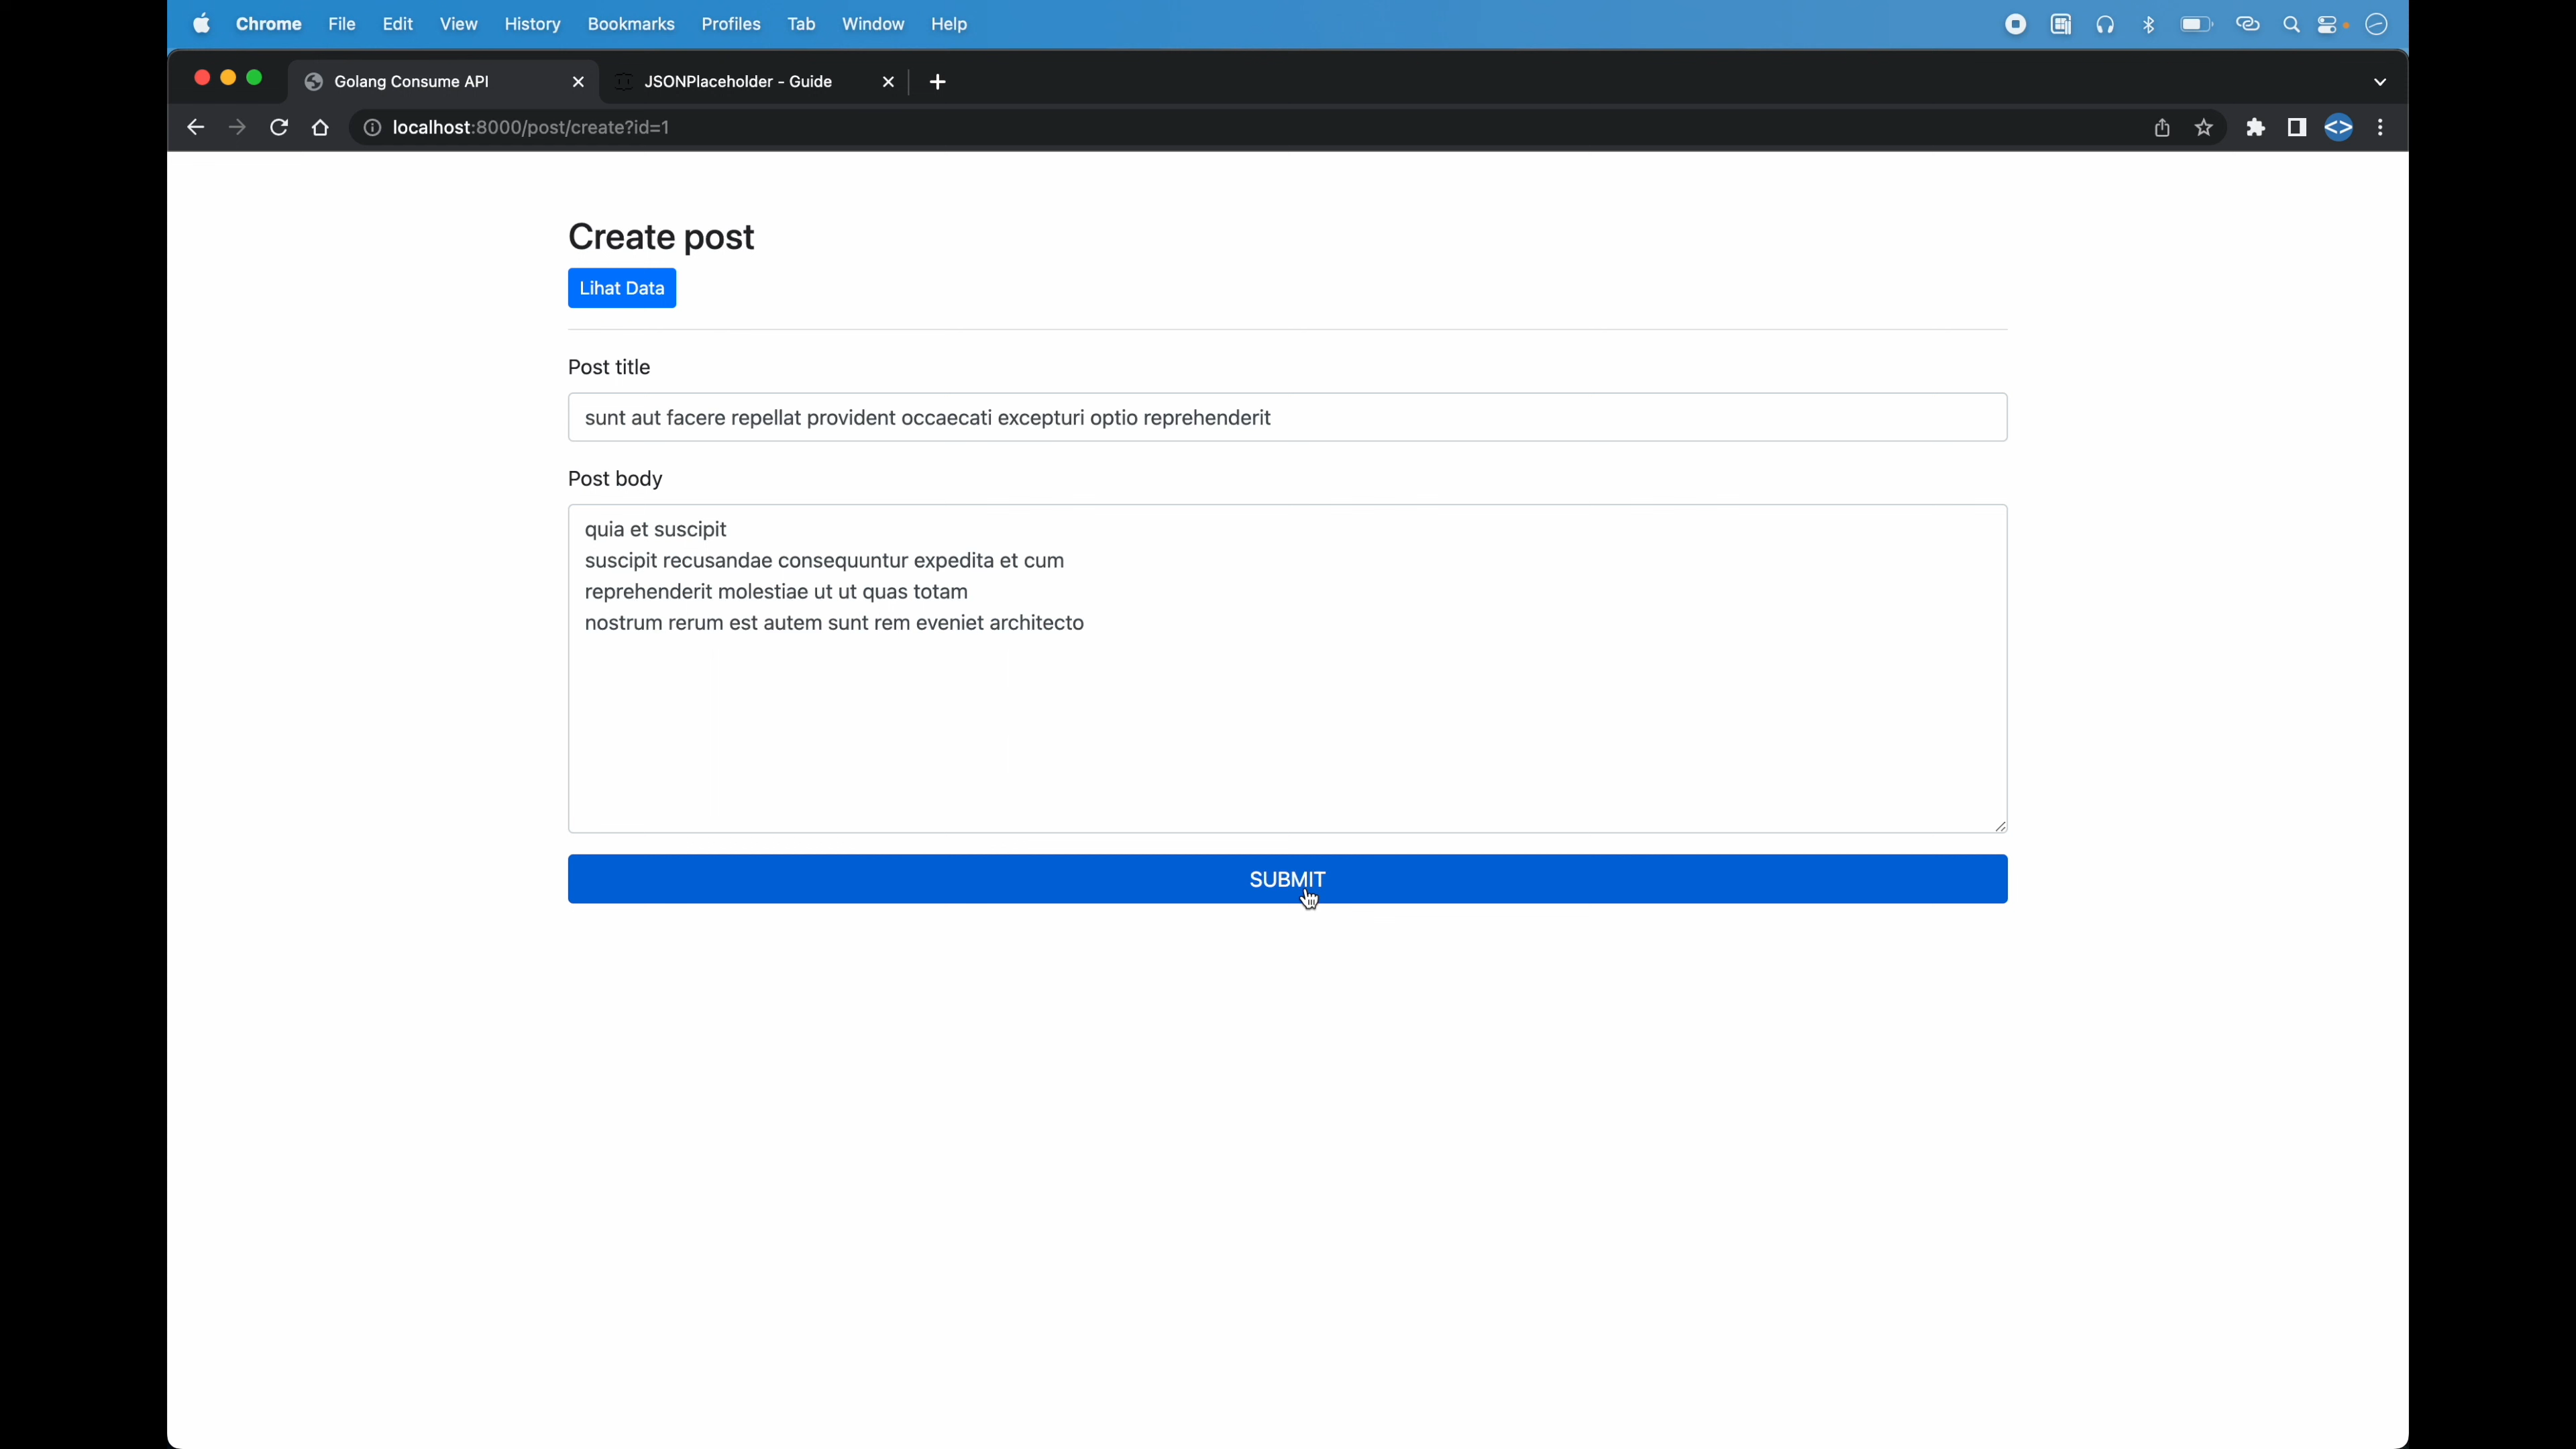 Chrome File Edit View History Bookmarks Profiles Tab Window Help
Golang Consume API
JSONPlaceholder - Guide
localhost:8000/post/create?id=1
Create post
Lihat Data
Post title
sunt aut facere repellat provident occaecati excepturi optio reprehenderit
Post body
quia et suscipit
suscipit recusandae consequuntur expedita et cum
reprehenderit molestiae ut ut quas totam
nostrum rerum est autem sunt rem eveniet architecto
SUBMIT